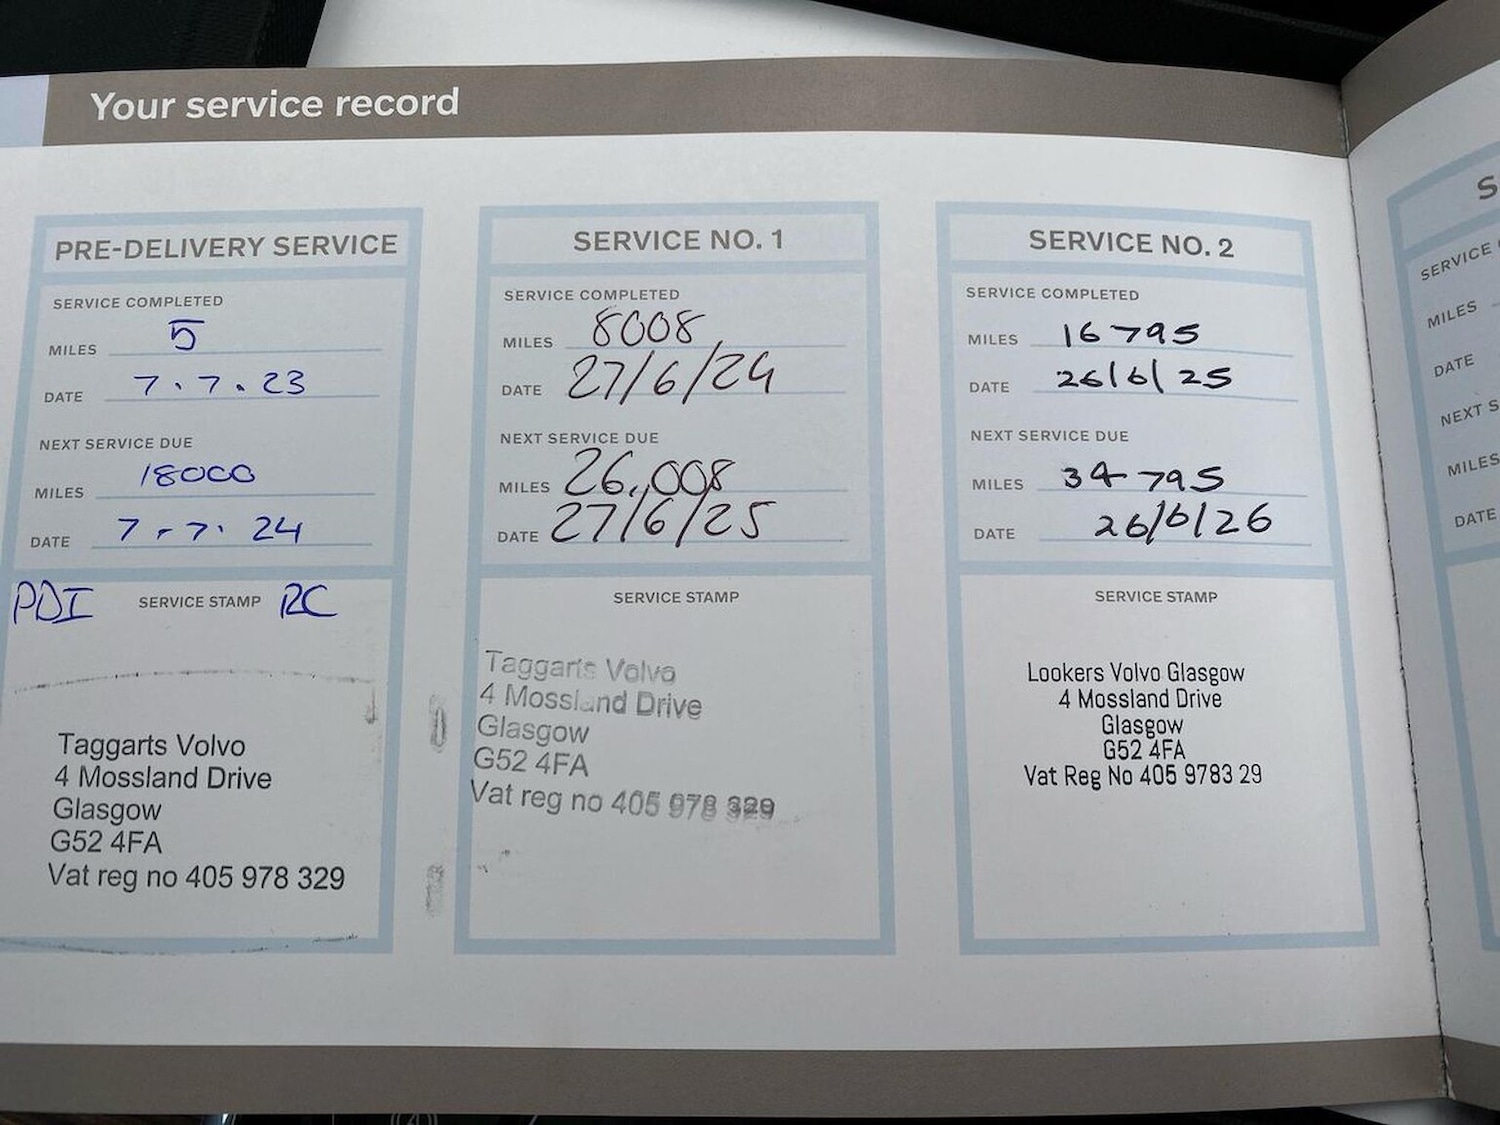 Your service record
PRE-DELIVERY SERVICE
SERVICE COMPLETED
MILES 5
DATE 7.7.23
NEXT SERVICE DUE
MILES 18000
DATE 7-7.24
PDI SERVICE STAMP RC
Taggarts Volvo
4 Mossland Drive
Glasgow
G52 4FA
Vat reg no 405 978 329
SERVICE NO. 1
SERVICE COMPLETED
MILES 8008
DATE 27/6/24
NEXT SERVICE DUE
MILES 26,008
DATE 27/6/25
SERVICE STAMP
Taggarts Volvo
4 Mossland Drive
Glasgow
G52 4FA
Vat reg no 405 978 329
SERVICE NO. 2
SERVICE COMPLETED
MILES 16795
DATE 26/6/25
NEXT SERVICE DUE
MILES 34795
DATE 26/6/26
SERVICE STAMP
Lookers Volvo Glasgow
4 Mossland Drive
Glasgow
G52 4FA
Vat Reg No 405 9783 29
S
SERVICE
MILES
DATE
NEXT S
MILES
DATE